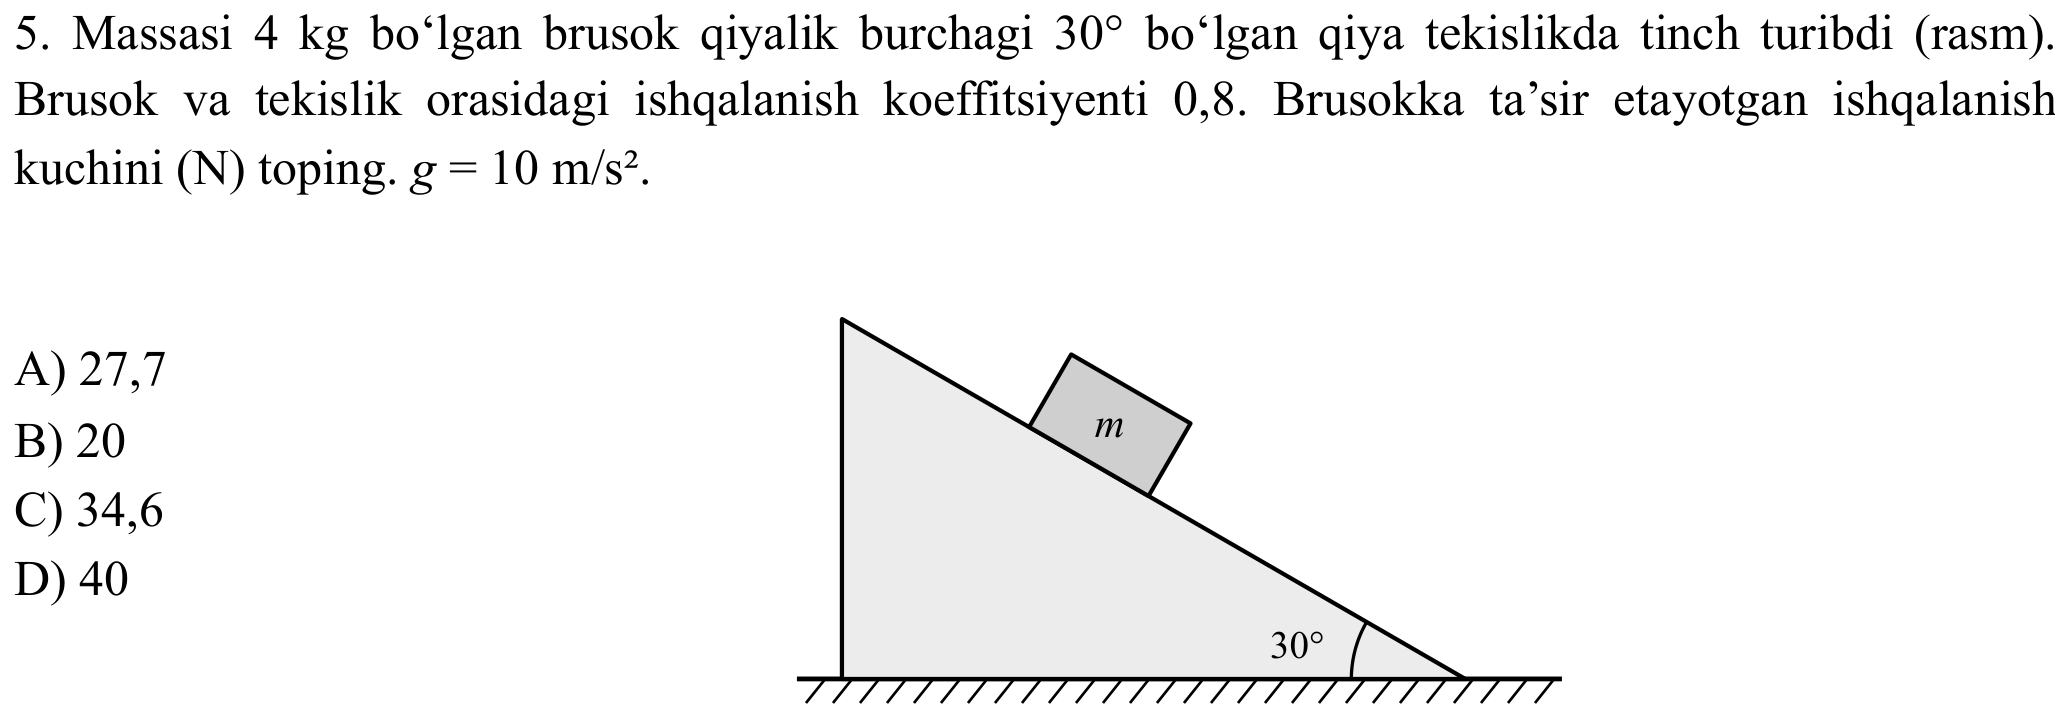 5. Massasi 4 kg bo‘lgan brusok qiyalik burchagi 30° bo‘lgan qiya tekislikda tinch turibdi (rasm).
Brusok va tekislik orasidagi ishqalanish koeffitsiyenti 0,8. Brusokka ta’sir etayotgan ishqalanish
kuchini (N) toping. g = 10 m/s².
A) 27,7
B) 20
C) 34,6
D) 40
m
30°